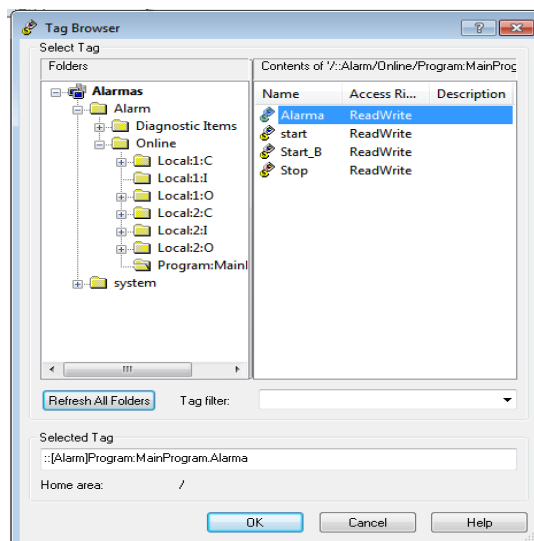 Tag Browser
Select Tag
Folders
Contents of '/::Alarm/Online/Program:MainProg
Alarmas
Alarm
Diagnostic Items
Online
Local:1:C
Local:1:I
Local:1:O
Local:2:C
Local:2:I
Local:2:O
Program:MainI
system
Name Access Ri... Description
Alarma ReadWrite
start ReadWrite
Start_B ReadWrite
Stop ReadWrite
Refresh All Folders Tag filter:
Selected Tag
::[Alarm]Program:MainProgram.Alarma
Home area: /
OK Cancel Help